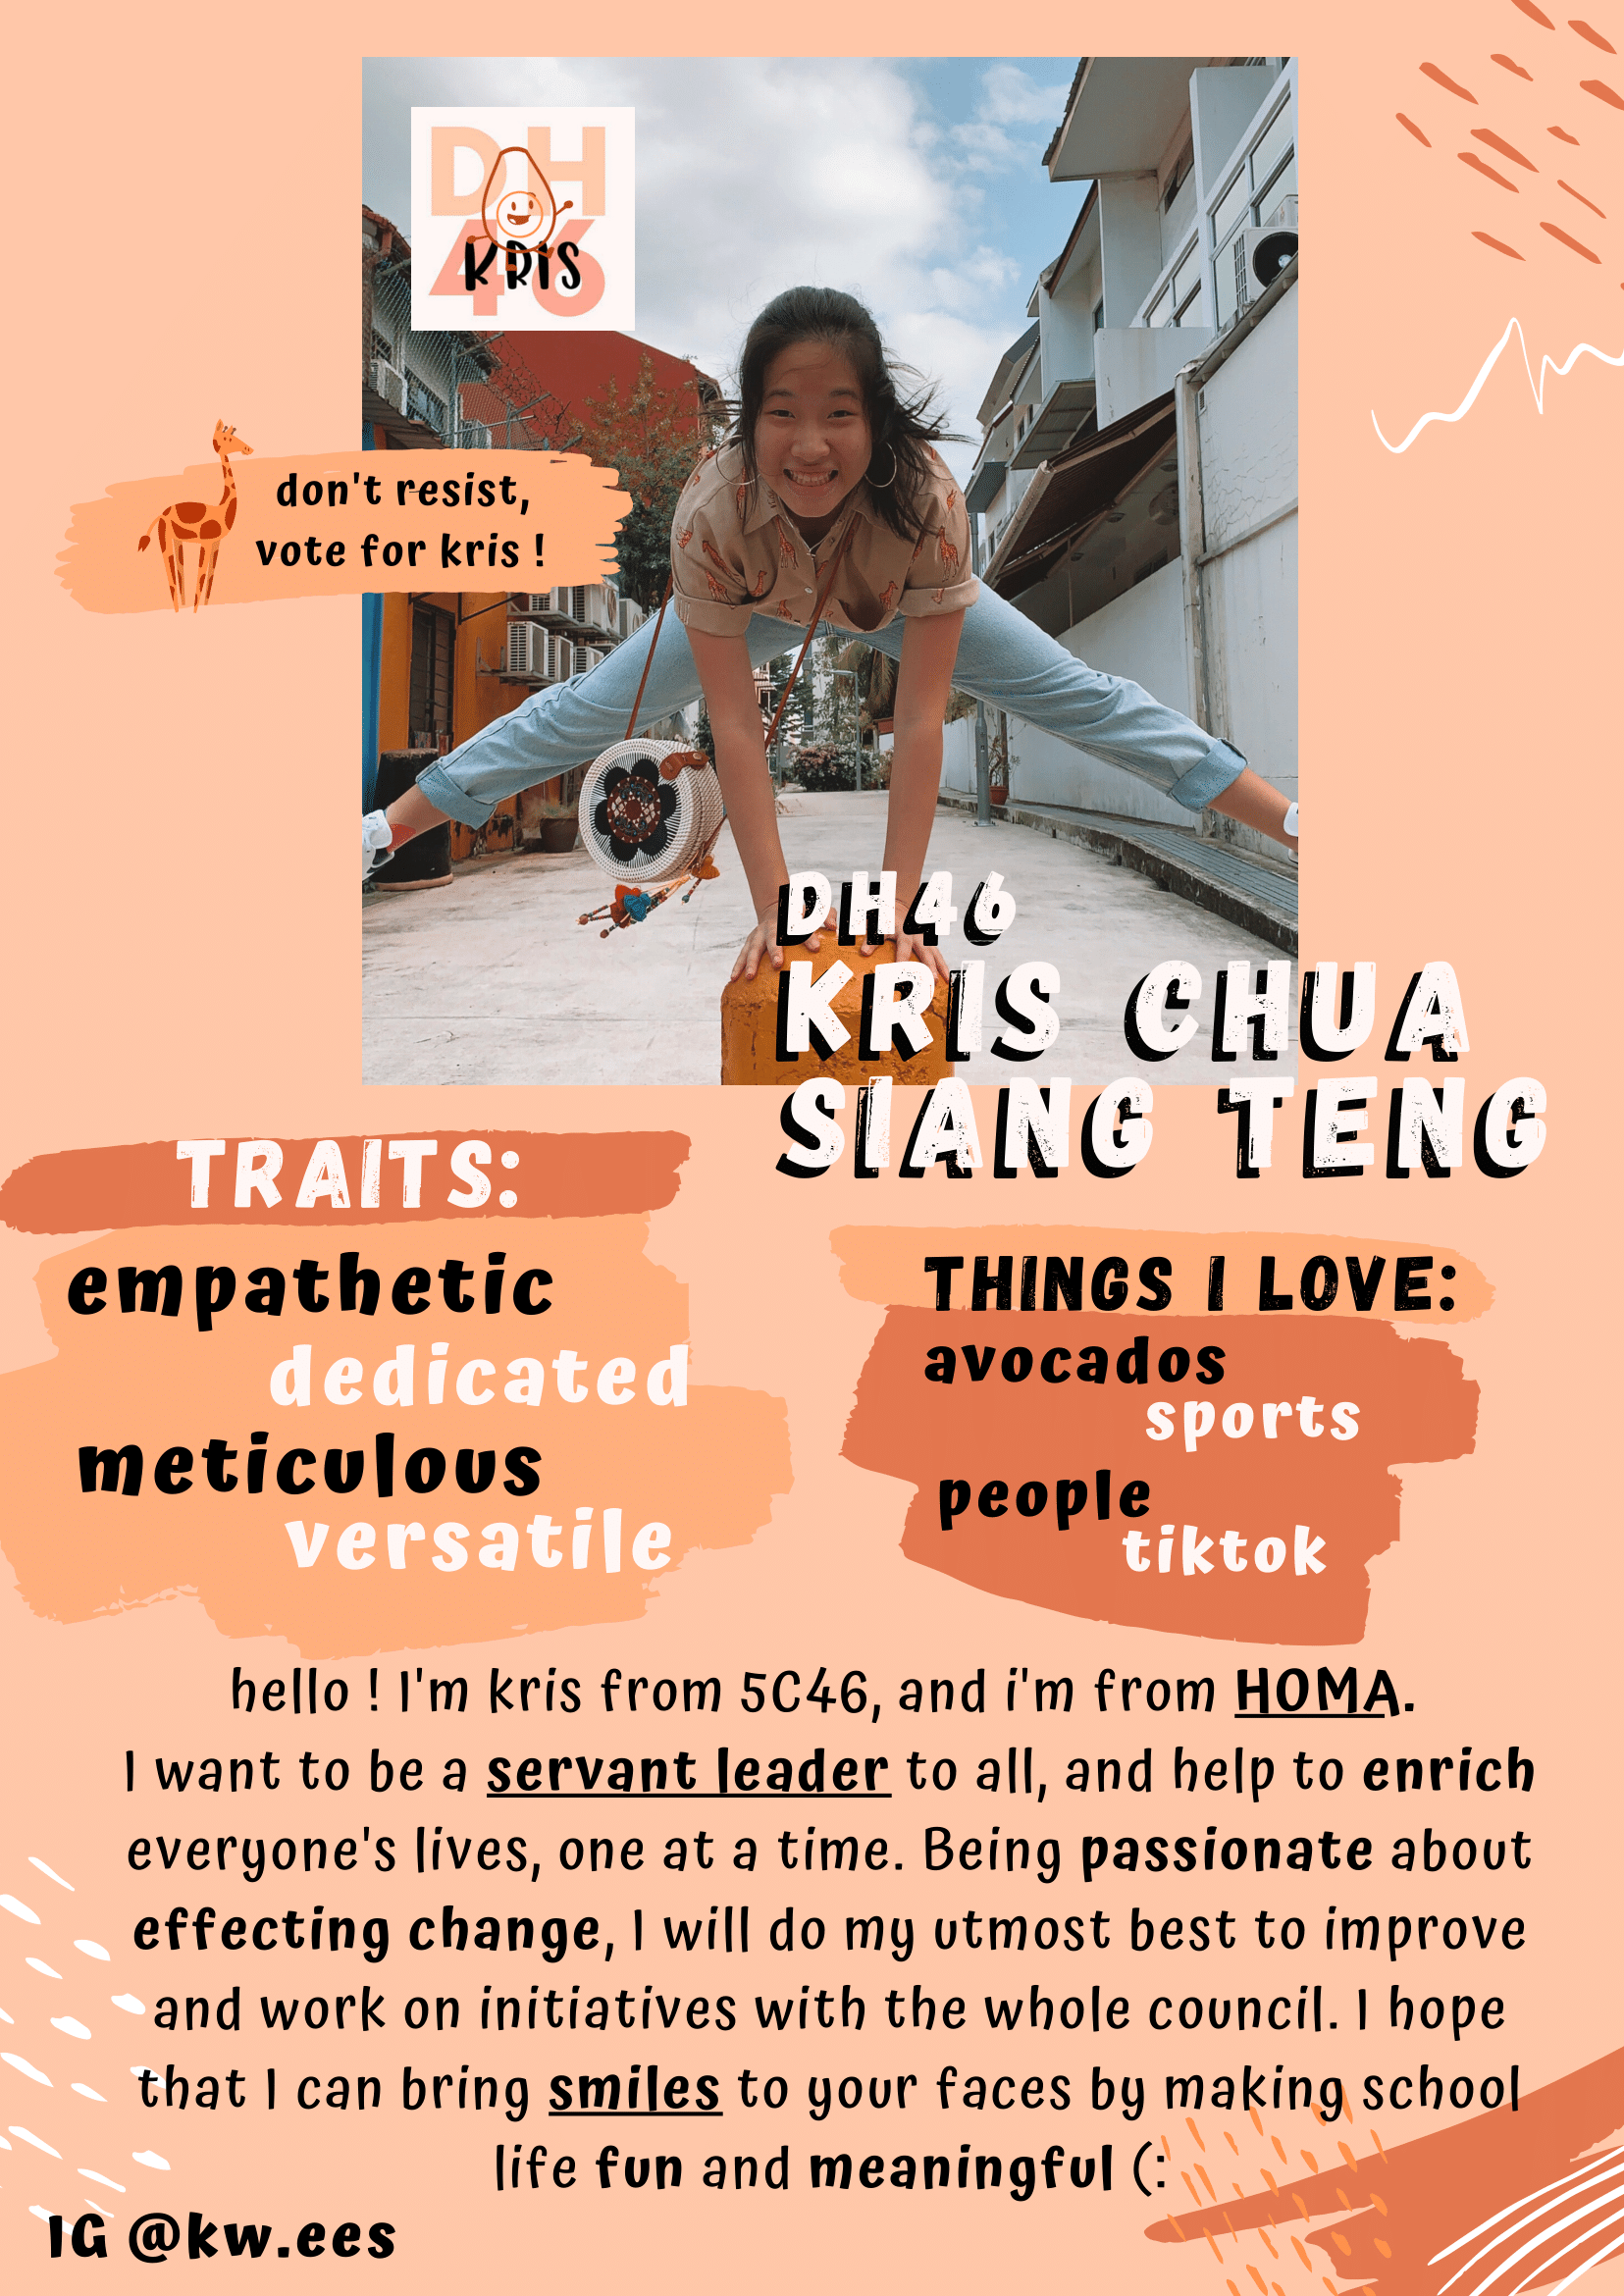 DH
46
KRIS
don't resist,
vote for kris !
DH46
KRIS CHUA
SIANG TENG
TRAITS:
empathetic
dedicated
meticulous
versatile
THINGS I LOVE:
avocados
sports
people
tiktok
hello ! I'm kris from 5C46, and i'm from HOMA.
I want to be a servant leader to all, and help to enrich
everyone's lives, one at a time. Being passionate about
effecting change, I will do my utmost best to improve
and work on initiatives with the whole council. I hope
that I can bring smiles to your faces by making school
life fun and meaningful (:
IG @kw.ees